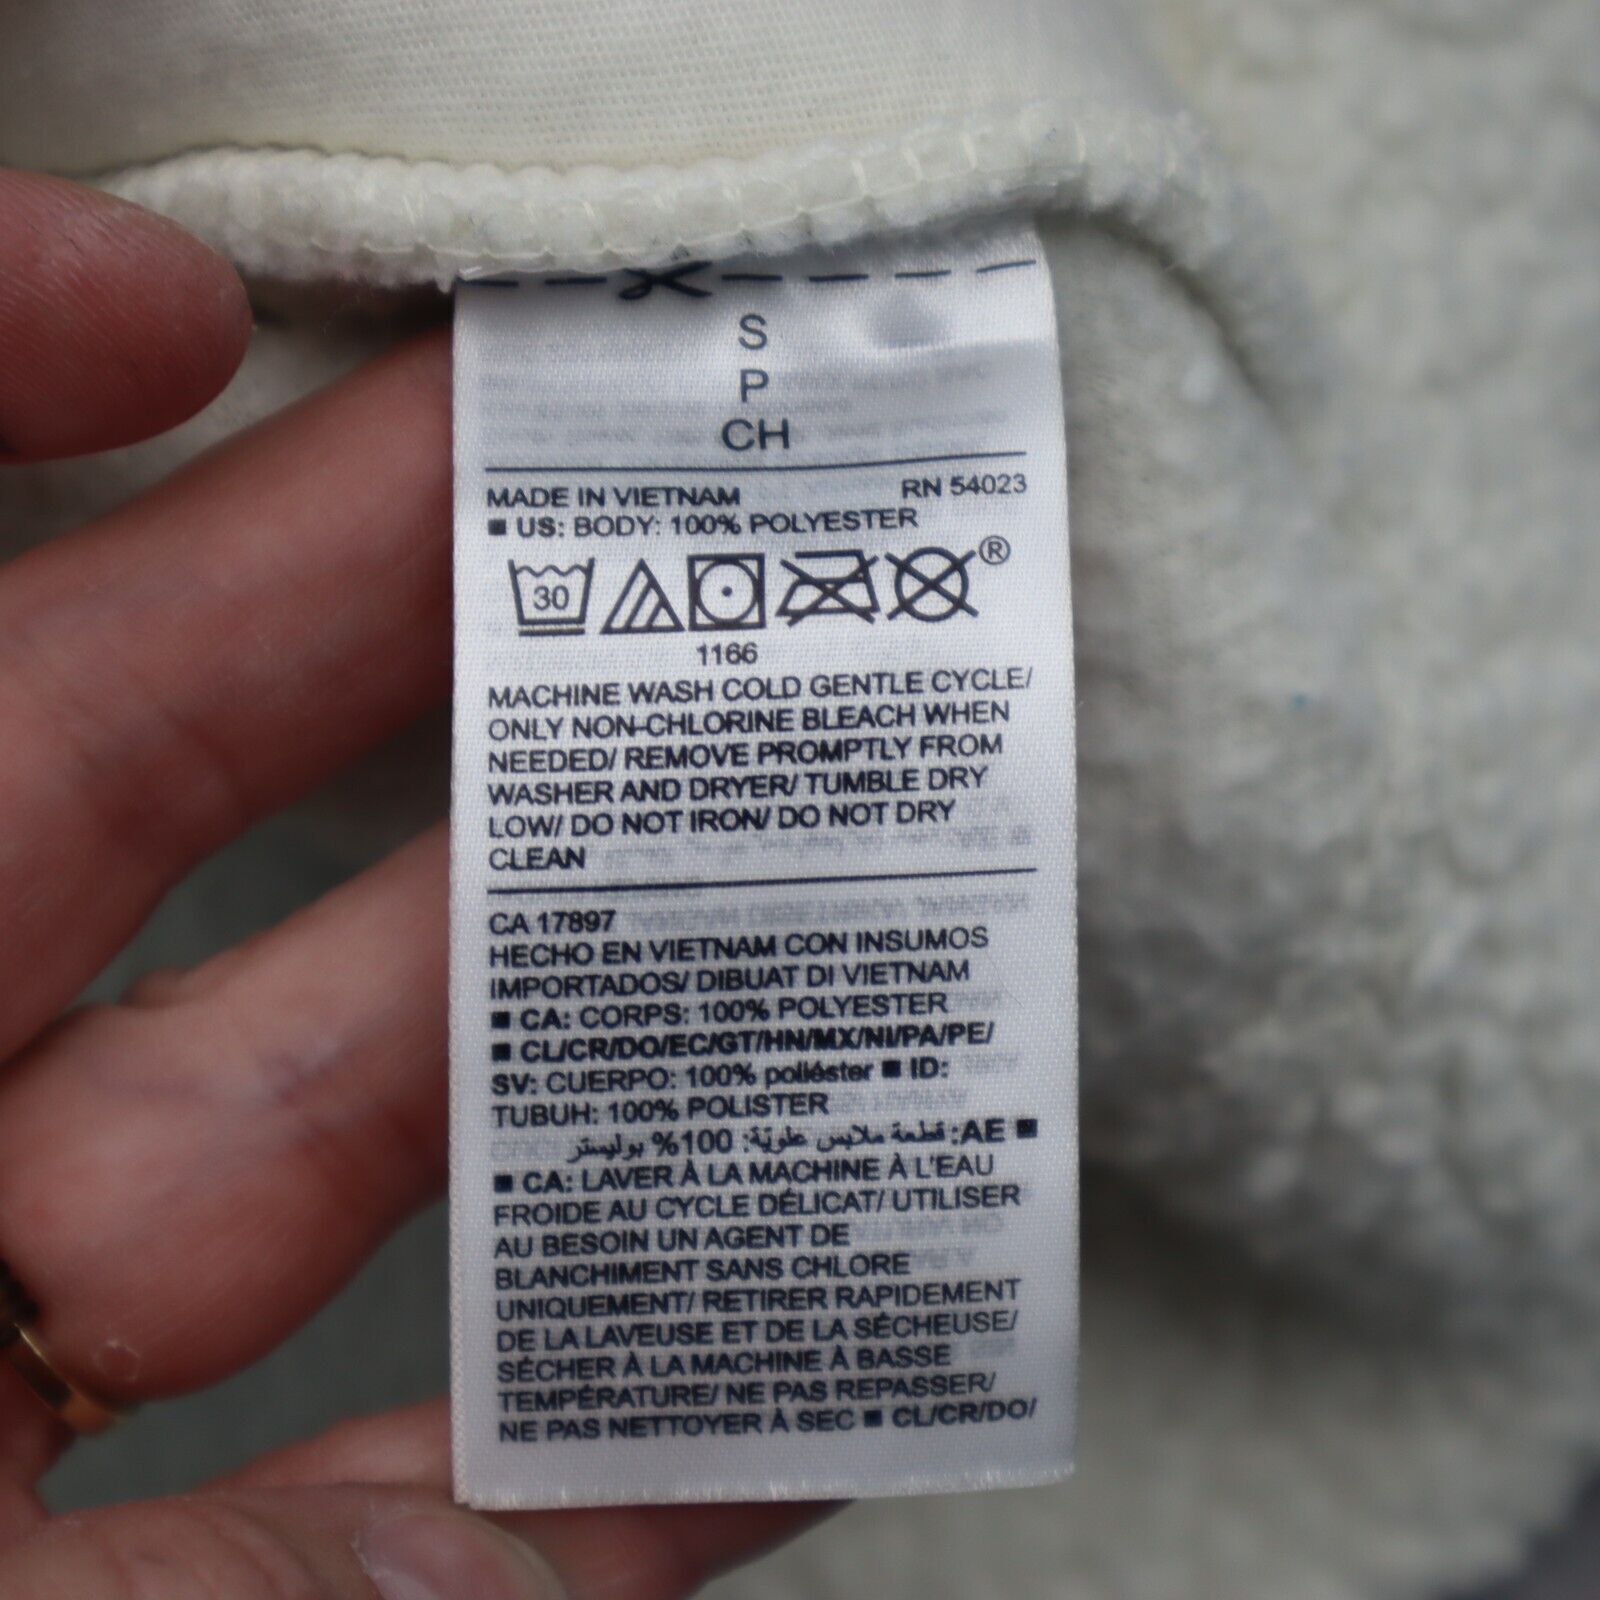 S
P
CH
MADE IN VIETNAM RN 54023
■ US: BODY: 100% POLYESTER
30 ®
1166
MACHINE WASH COLD GENTLE CYCLE/
ONLY NON-CHLORINE BLEACH WHEN
NEEDED/ REMOVE PROMPTLY FROM
WASHER AND DRYER/ TUMBLE DRY
LOW/ DO NOT IRON/ DO NOT DRY
CLEAN
CA 17897
HECHO EN VIETNAM CON INSUMOS
IMPORTADOS/ DIBUAT DI VIETNAM
■ CA: CORPS: 100% POLYESTER
■ CL/CR/DO/EC/GT/HN/MX/NI/PA/PE/
SV: CUERPO: 100% poliéster ■ ID:
TUBUH: 100% POLISTER
■ AE: قطعة ملابس علويّة: 100% بوليستر
■ CA: LAVER À LA MACHINE À L'EAU
FROIDE AU CYCLE DÉLICAT/ UTILISER
AU BESOIN UN AGENT DE
BLANCHIMENT SANS CHLORE
UNIQUEMENT/ RETIRER RAPIDEMENT
DE LA LAVEUSE ET DE LA SÉCHEUSE/
SÉCHER À LA MACHINE À BASSE
TEMPÉRATURE/ NE PAS REPASSER/
NE PAS NETTOYER À SEC ■ CL/CR/DO/